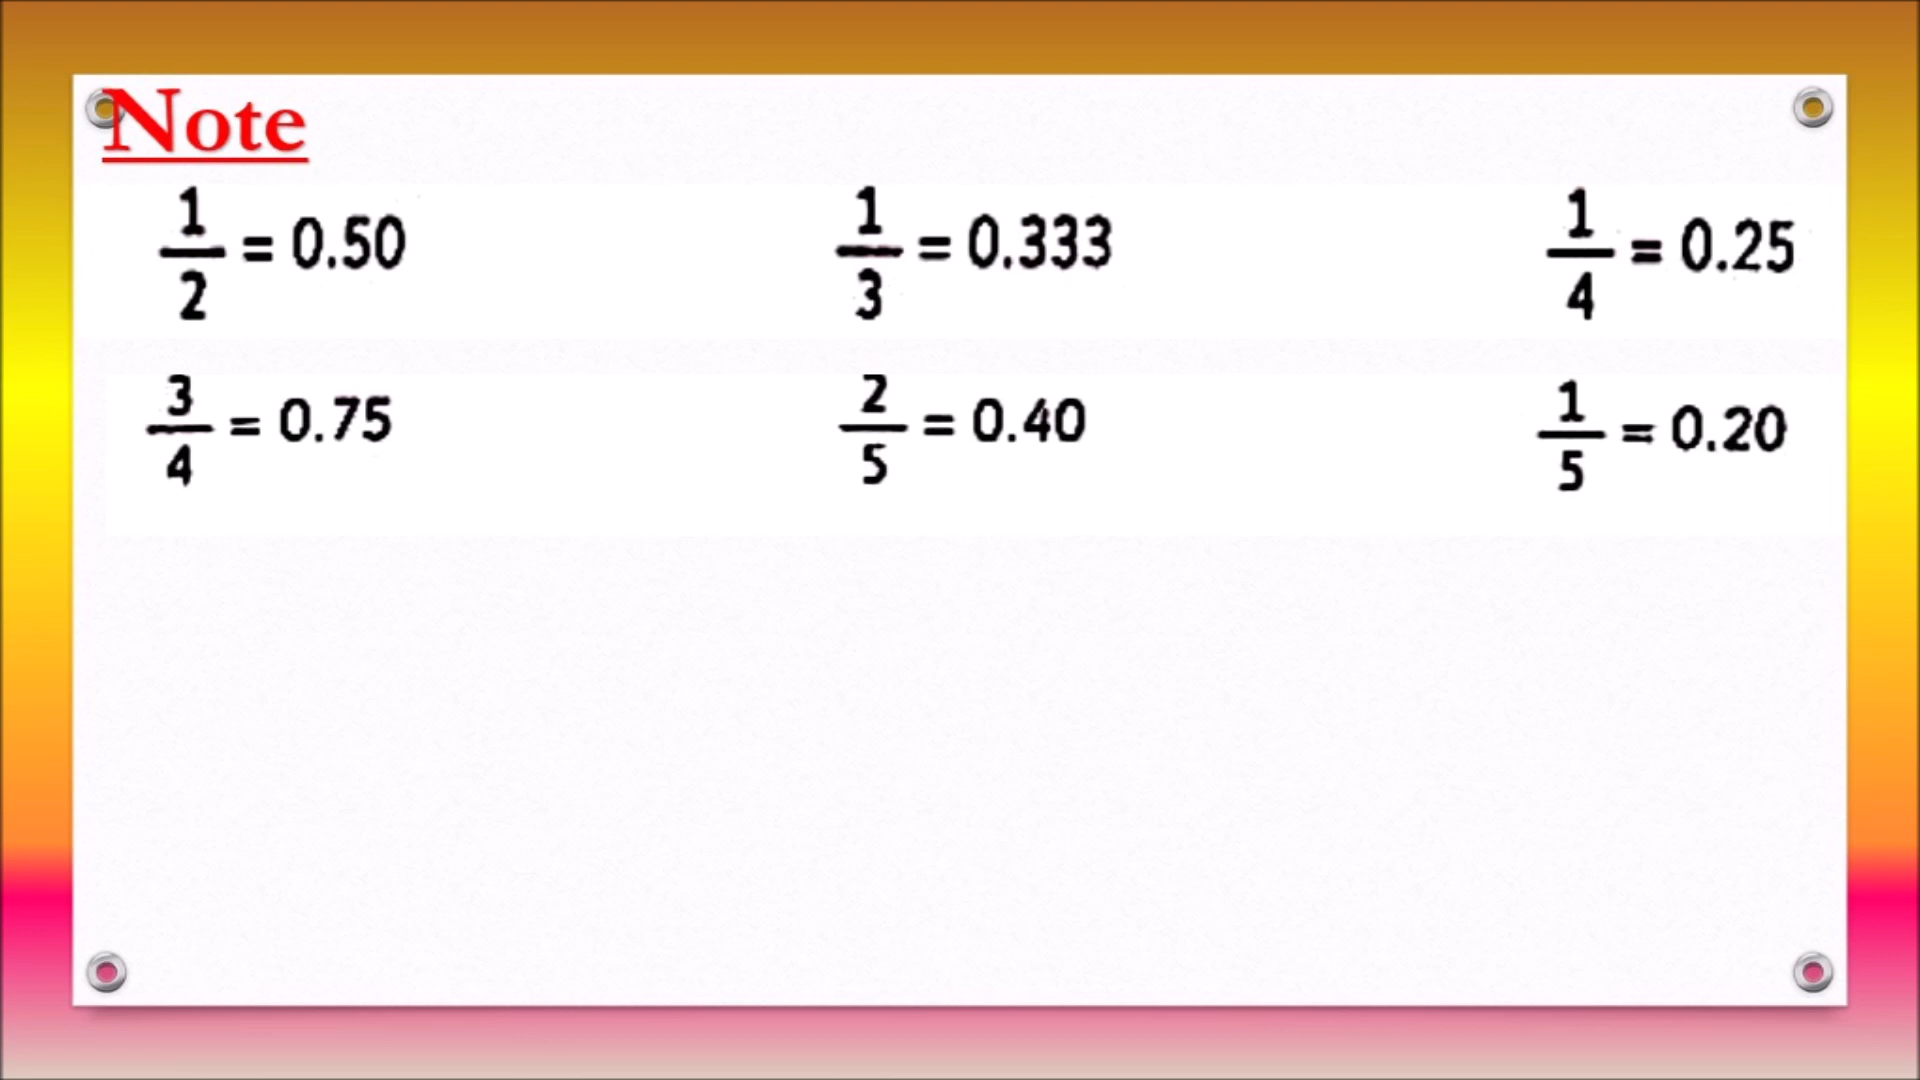 Note
1/2 = 0.50 1/3 = 0.333 1/4 = 0.25
3/4 = 0.75 2/5 = 0.40 1/5 = 0.20